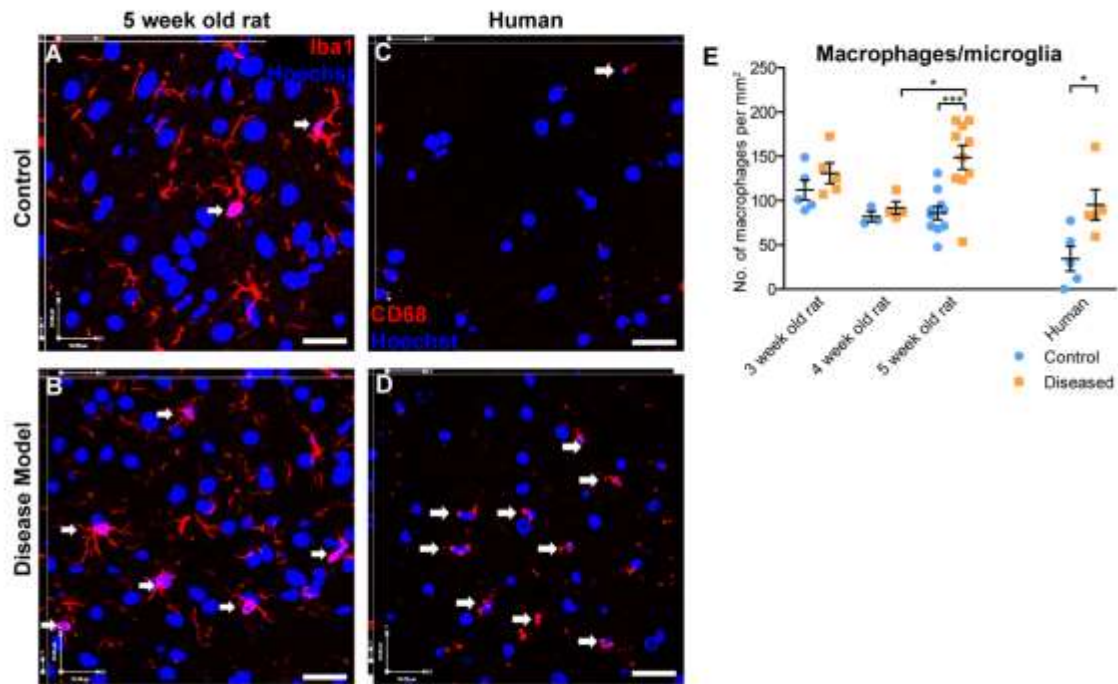 5 week old rat
Human
Control
Disease Model
A
Iba1
Hoechst
C
CD68
Hoechst
B
D
E
Macrophages/microglia
No. of macrophages per mm²
250
200
150
100
50
0
*
***
*
3 week old rat
4 week old rat
5 week old rat
Human
Control
Diseased